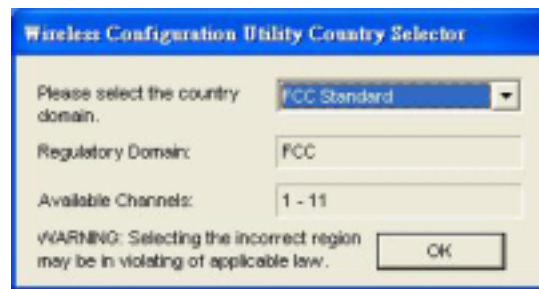 Wireless Configuration Utility Country Selector
Please select the country
domain.
FCC Standard
Regulatory Domain:
FCC
Available Channels:
1 - 11
WARNING: Selecting the incorrect region
may be in violating of applicable law.
OK